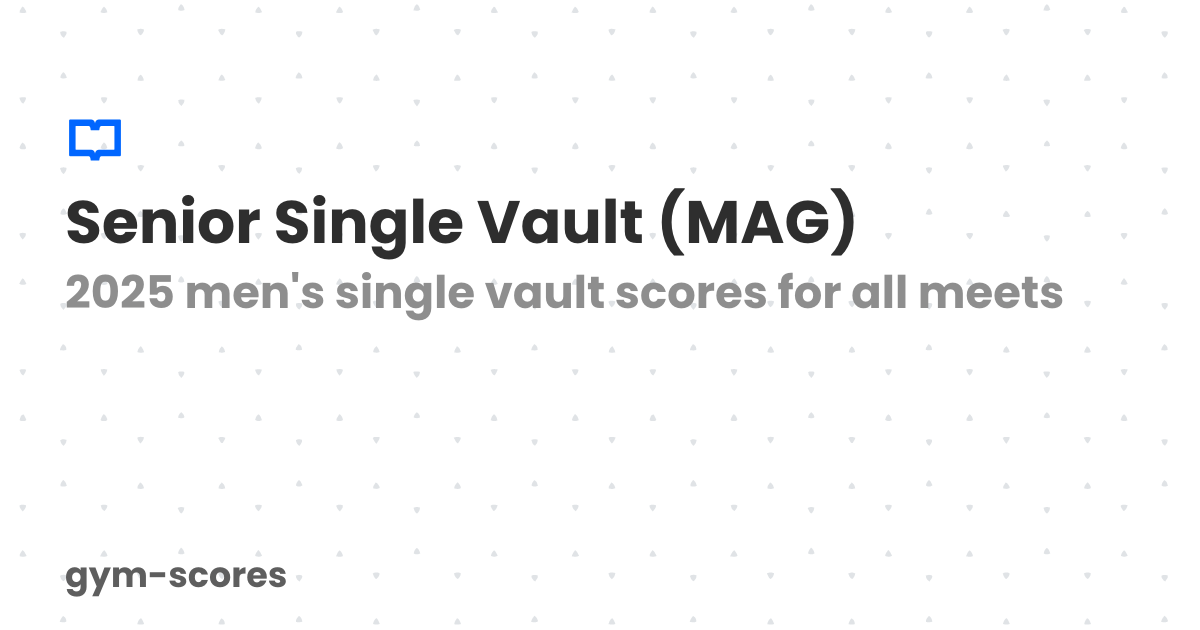 Senior Single Vault (MAG)
2025 men's single vault scores for all meets
gym-scores